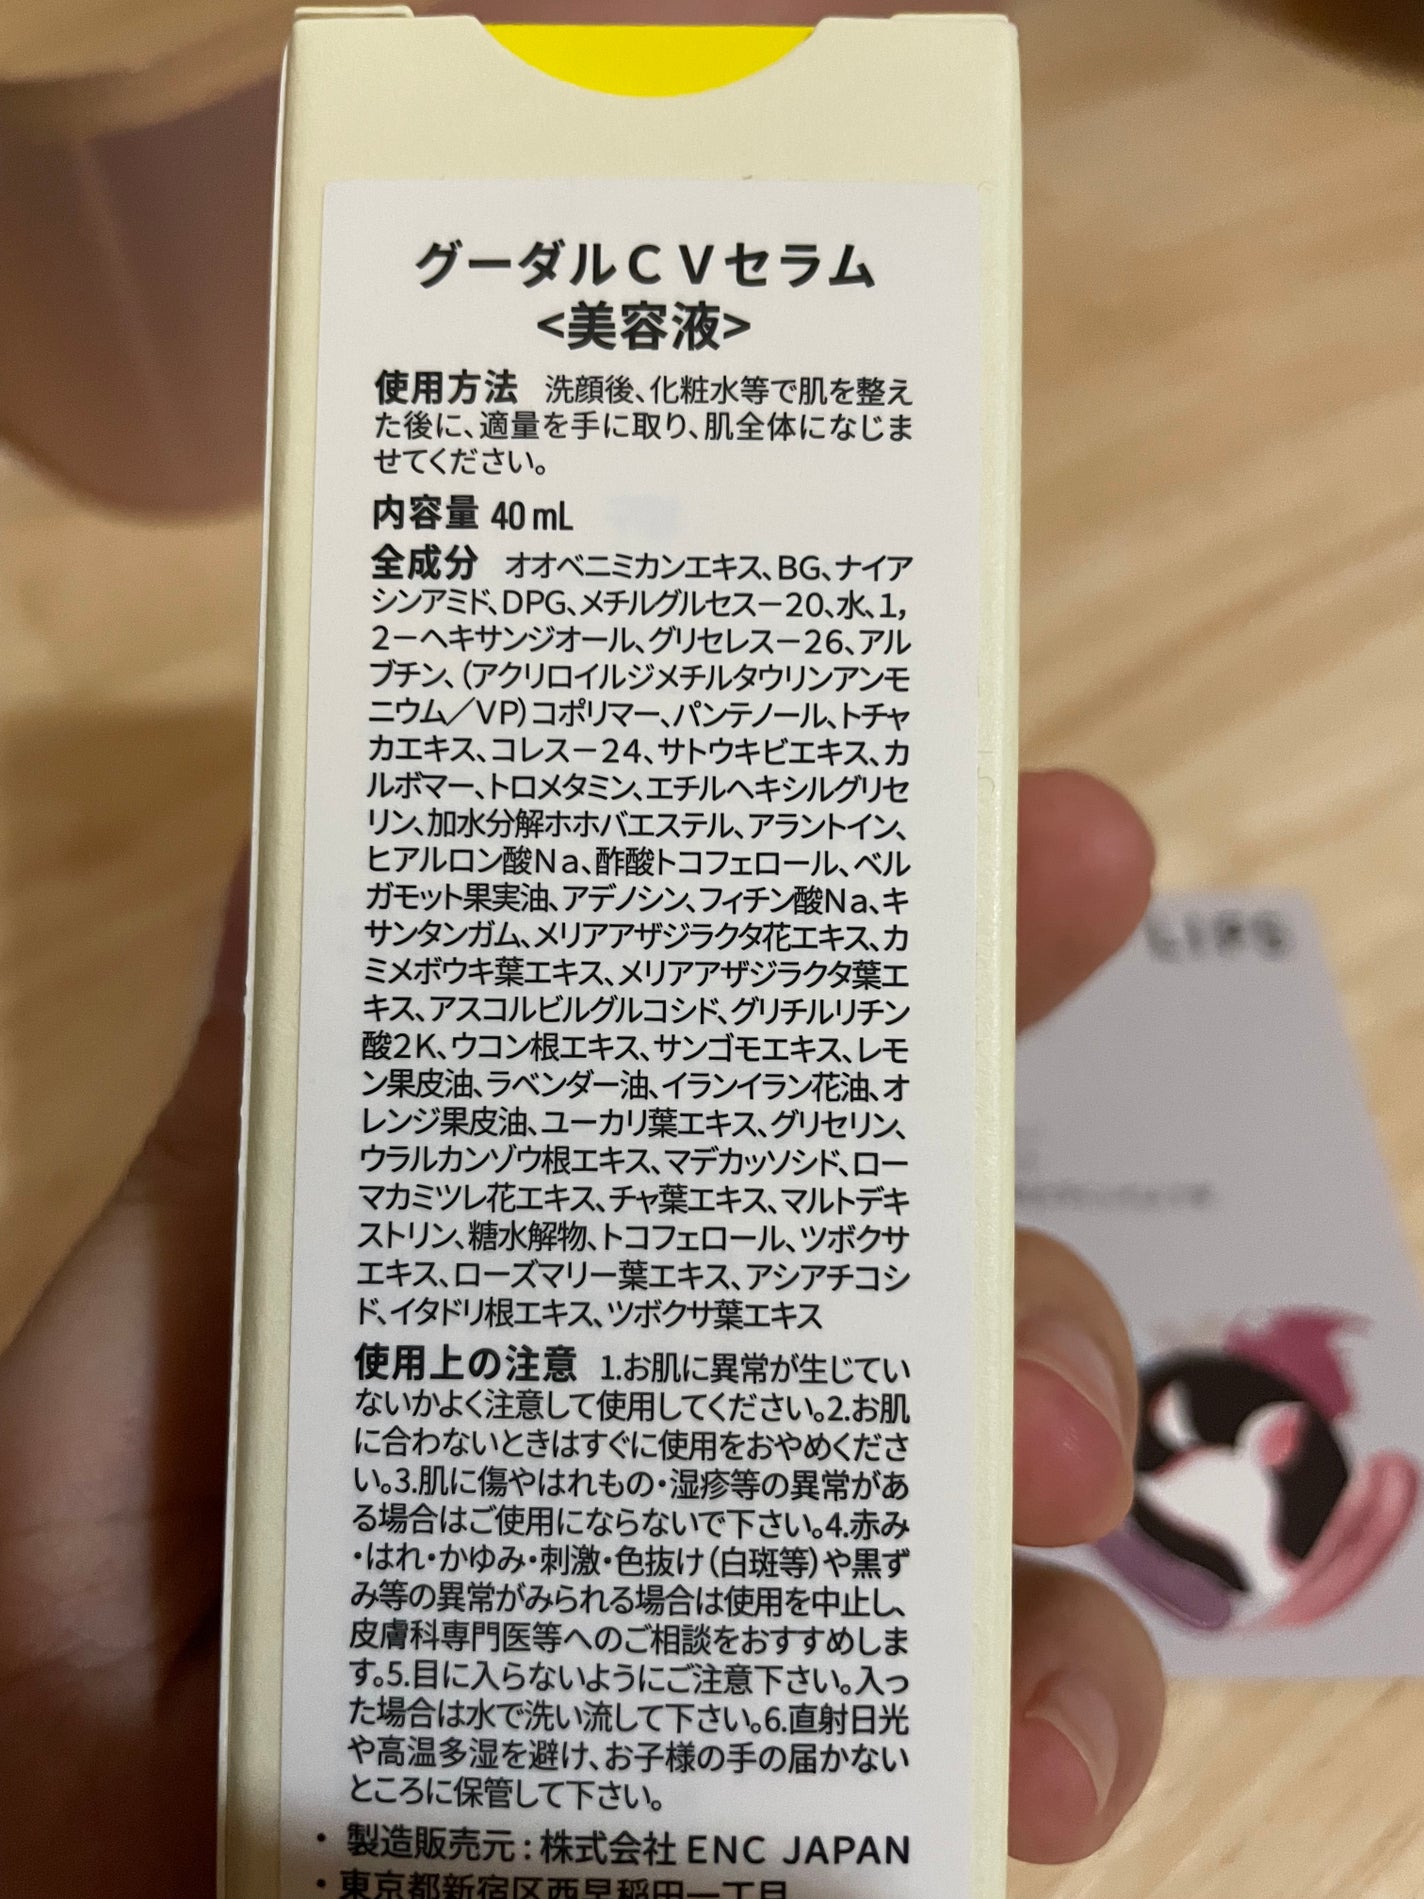 グーダルＣＶセラム
<美容液>
使用方法 洗顔後、化粧水等で肌を整え
た後に、適量を手に取り、肌全体になじま
せてください。
内容量 40 mL
全成分 オオベニミカンエキス、BG、ナイア
シンアミド、DPG、メチルグルセスー20、水、1,
2ーヘキサンジオール、グリセレスー26、アル
ブチン、(アクリロイルジメチルタウリンアンモ
ニウム／VP)コポリマー、パンテノール、トチャ
カエキス、コレスー24、サトウキビエキス、カ
ルボマー、トロメタミン、エチルヘキシルグリセ
リン、加水分解ホホバエステル、アラントイン、
ヒアルロン酸Na、酢酸トコフェロール、ベル
ガモット果実油、アデノシン、フィチン酸Na、キ
サンタンガム、メリアアザジラクタ花エキス、カ
ミメボウキ葉エキス、メリアアザジラクタ葉エ
キス、アスコルビルグルコシド、グリチルリチン
酸2K、ウコン根エキス、サンゴモエキス、レモ
ン果皮油、ラベンダー油、イランイラン花油、オ
レンジ果皮油、ユーカリ葉エキス、グリセリン、
ウラルカンゾウ根エキス、マデカッソシド、ロー
マカミツレ花エキス、チャ葉エキス、マルトデキ
ストリン、糖水解物、トコフェロール、ツボクサ
エキス、ローズマリー葉エキス、アシアチコシ
ド、イタドリ根エキス、ツボクサ葉エキス
使用上の注意 1.お肌に異常が生じてい
ないかよく注意して使用してください。2.お肌
に合わないときはすぐに使用をおやめくださ
い。3.肌に傷やはれもの・湿疹等の異常があ
る場合はご使用にならないで下さい。4.赤み
・はれ・かゆみ・刺激・色抜け(白斑等)や黒ず
み等の異常がみられる場合は使用を中止し、
皮膚科専門医等へのご相談をおすすめしま
す。5.目に入らないようにご注意下さい。入っ
た場合は水で洗い流して下さい。6.直射日光
や高温多湿を避け、お子様の手の届かない
ところに保管して下さい。
・製造販売元：株式会社 ENC JAPAN
・東京都新宿区西早稲田一丁目
LIPS